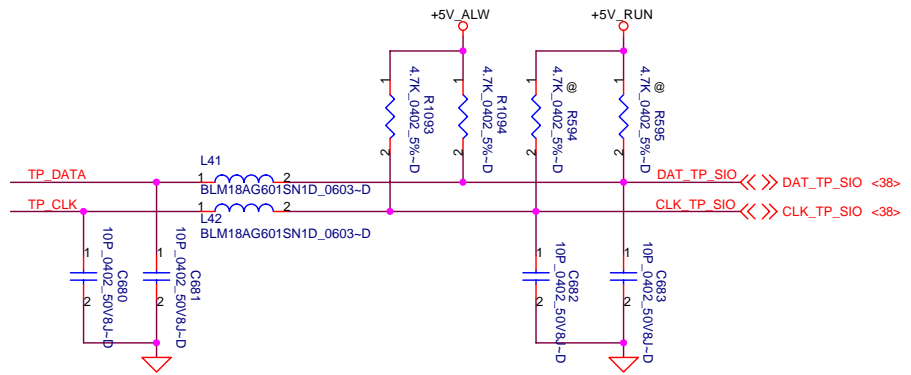 +5V_ALW
+5V_RUN
1
4.7K_0402_5%~D
R1093
2
1
4.7K_0402_5%~D
R1094
2
1
4.7K_0402_5%~D
@
R594
2
1
4.7K_0402_5%~D
@
R595
2
TP_DATA
L41
1
2
BLM18AG601SN1D_0603~D
DAT_TP_SIO
DAT_TP_SIO <38>
TP_CLK
1
2
L42
BLM18AG601SN1D_0603~D
CLK_TP_SIO
CLK_TP_SIO <38>
1
10P_0402_50V8J~D
C680
2
1
10P_0402_50V8J~D
C681
2
1
10P_0402_50V8J~D
C682
2
1
10P_0402_50V8J~D
C683
2